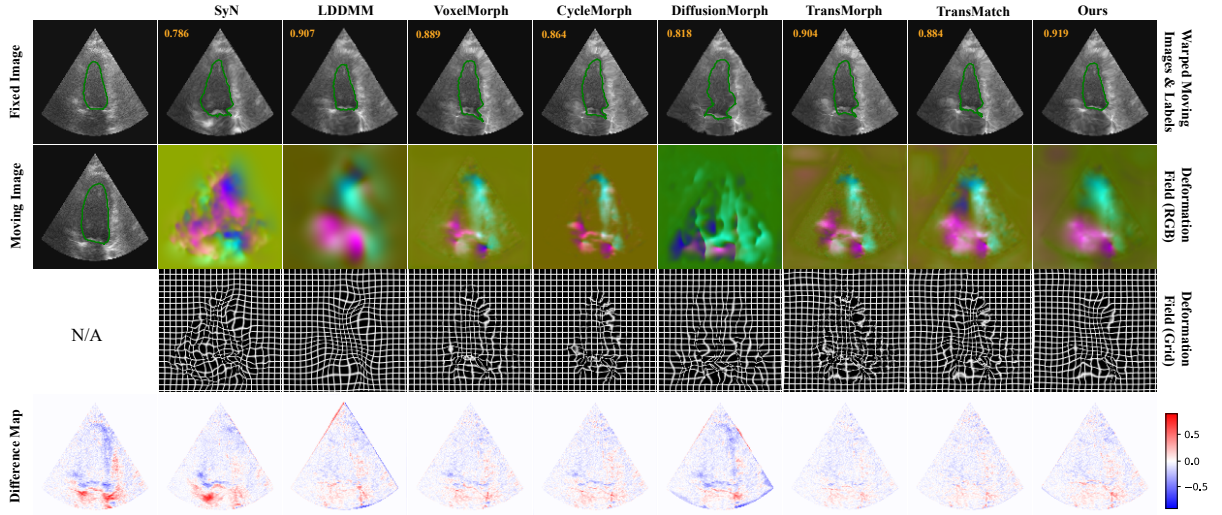 SyN LDDMM VoxelMorph CycleMorph DiffusionMorph TransMorph TransMatch Ours
Fixed Image
0.786 0.907 0.889 0.864 0.818 0.904 0.884 0.919
Warped Moving
Images & Labels
Moving Image
Deformation
Field (RGB)
N/A
Deformation
Field (Grid)
Difference Map
0.5
0.0
−0.5